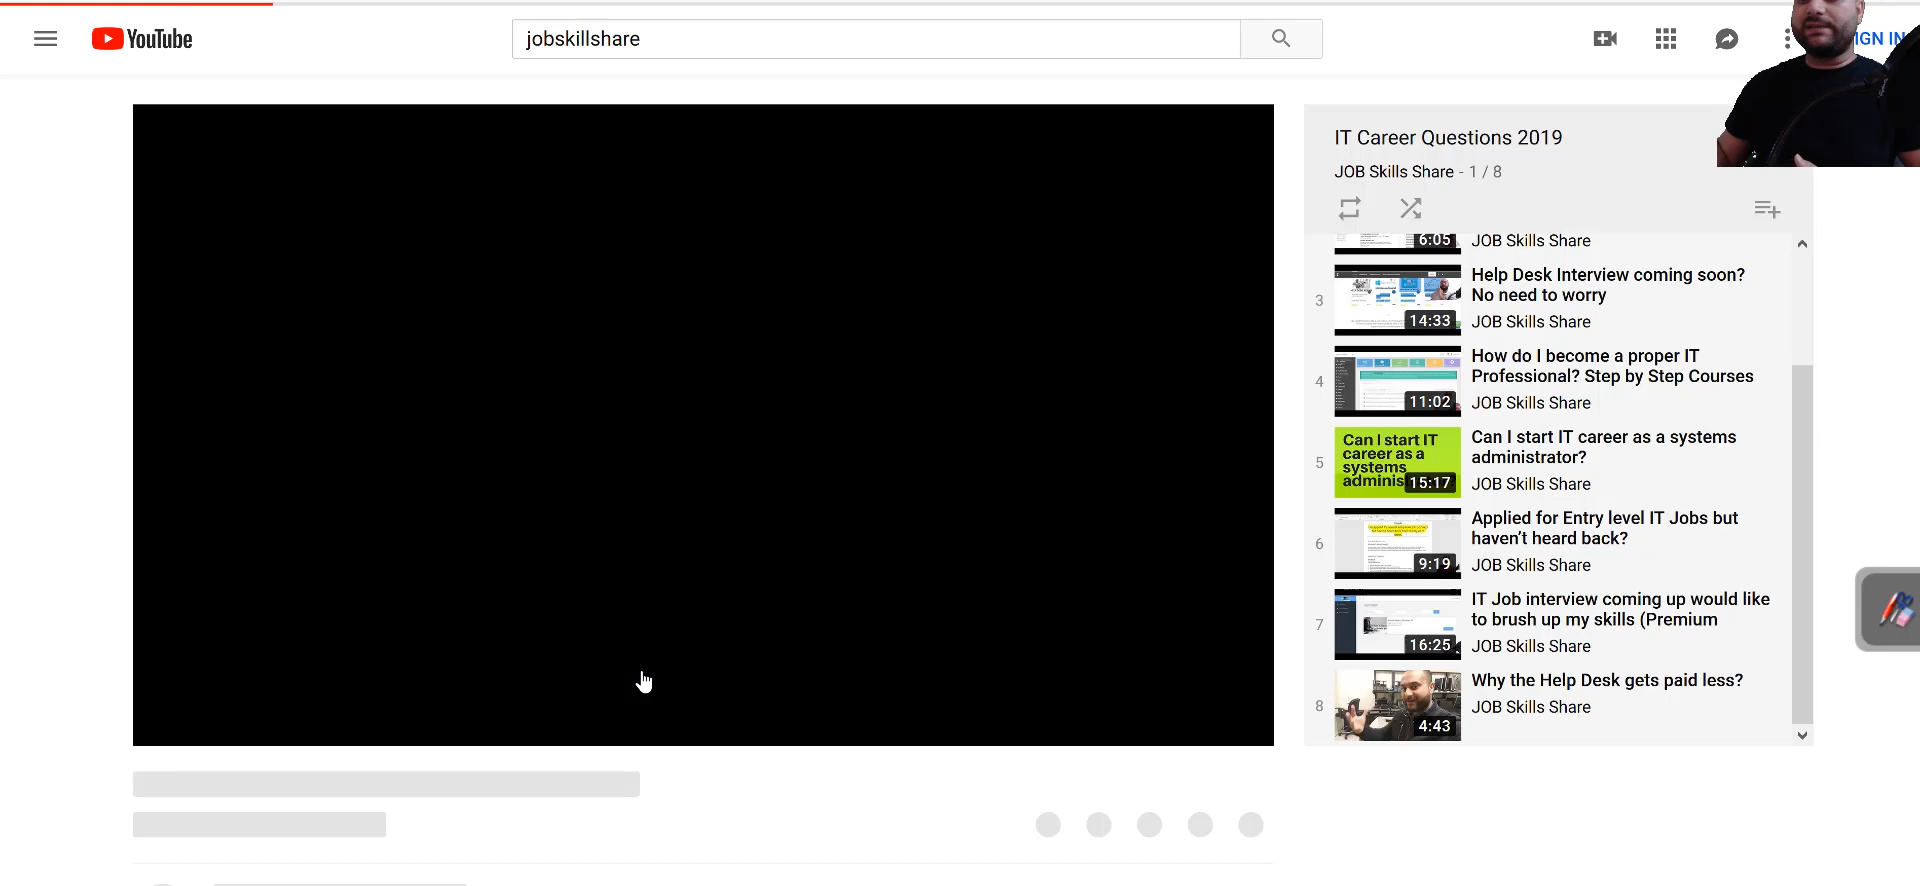 YouTube
jobskillshare
IGN IN
IT Career Questions 2019
JOB Skills Share - 1 / 8
6:05
JOB Skills Share
3
14:33
Help Desk Interview coming soon?
No need to worry
JOB Skills Share
4
11:02
How do I become a proper IT
Professional? Step by Step Courses
JOB Skills Share
5
Can I start IT
career as a
systems
adminis
15:17
Can I start IT career as a systems
administrator?
JOB Skills Share
6
9:19
Applied for Entry level IT Jobs but
haven't heard back?
JOB Skills Share
7
16:25
IT Job interview coming up would like
to brush up my skills (Premium
JOB Skills Share
8
4:43
Why the Help Desk gets paid less?
JOB Skills Share